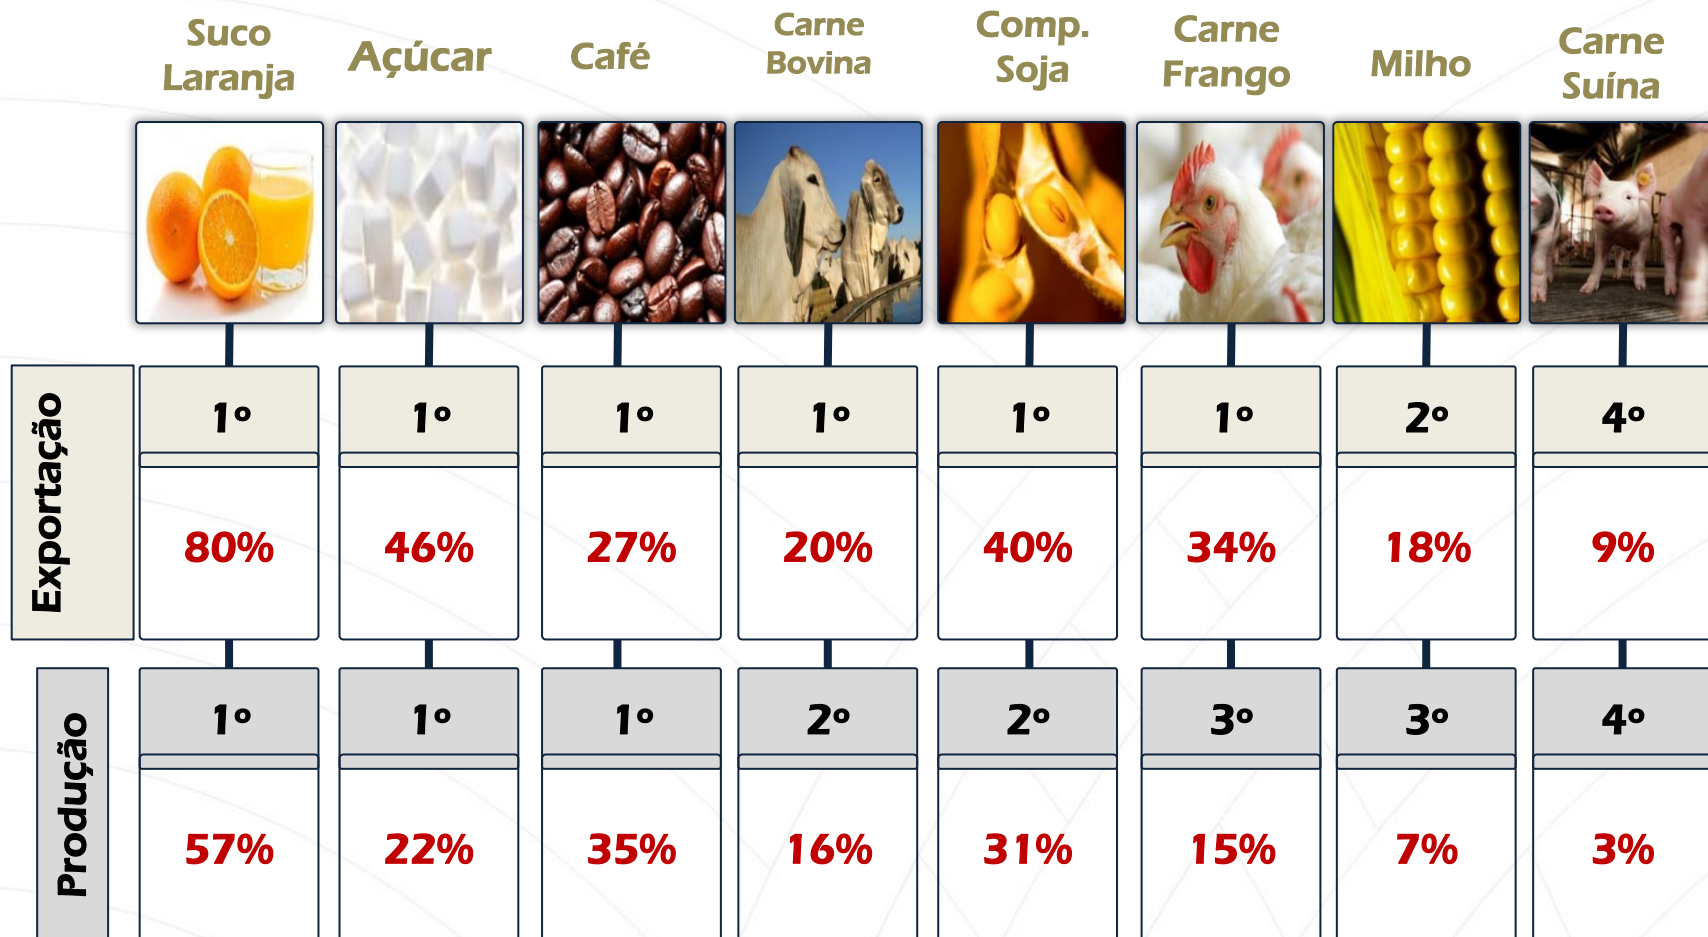 Suco
Laranja
Açúcar
Café
Carne
Bovina
Comp.
Soja
Carne
Frango
Milho
Carne
Suína
Exportação
1º 1º 1º 1º 1º 1º 2º 4º
80% 46% 27% 20% 40% 34% 18% 9%
Produção
1º 1º 1º 2º 2º 3º 3º 4º
57% 22% 35% 16% 31% 15% 7% 3%